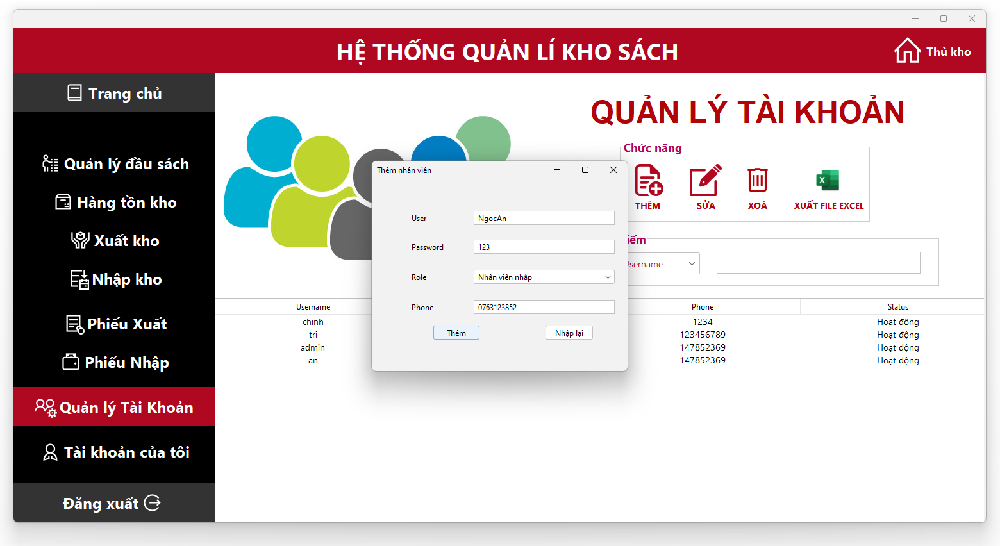 HỆ THỐNG QUẢN LÍ KHO SÁCH
Thủ kho
Trang chủ
Quản lý đầu sách
Hàng tồn kho
Xuất kho
Nhập kho
Phiếu Xuất
Phiếu Nhập
Quản lý Tài Khoản
Tài khoản của tôi
Đăng xuất
QUẢN LÝ TÀI KHOẢN
Chức năng
THÊM
SỬA
XOÁ
XUẤT FILE EXCEL
Username
Thêm nhân viên
User
NgocAn
Password
123
Role
Nhân viên nhập
Phone
0763123852
Thêm
Nhập lại
Username
Phone
Status
chinh
1234
Hoạt động
tri
123456789
Hoạt động
admin
147852369
Hoạt động
an
147852369
Hoạt động